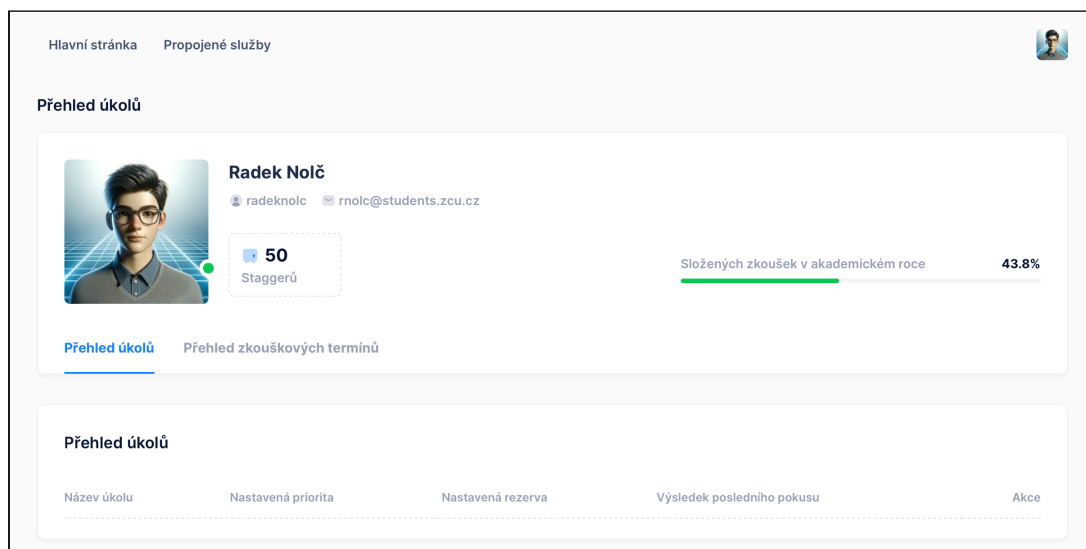 Hlavní stránka Propojené služby
Přehled úkolů
Radek Nolč
radeknolc rnolc@students.zcu.cz
50
Staggerů
Složených zkoušek v akademickém roce 43.8%
Přehled úkolů Přehled zkouškových termínů
Přehled úkolů
Název úkolu Nastavená priorita Nastavená rezerva Výsledek posledního pokusu Akce